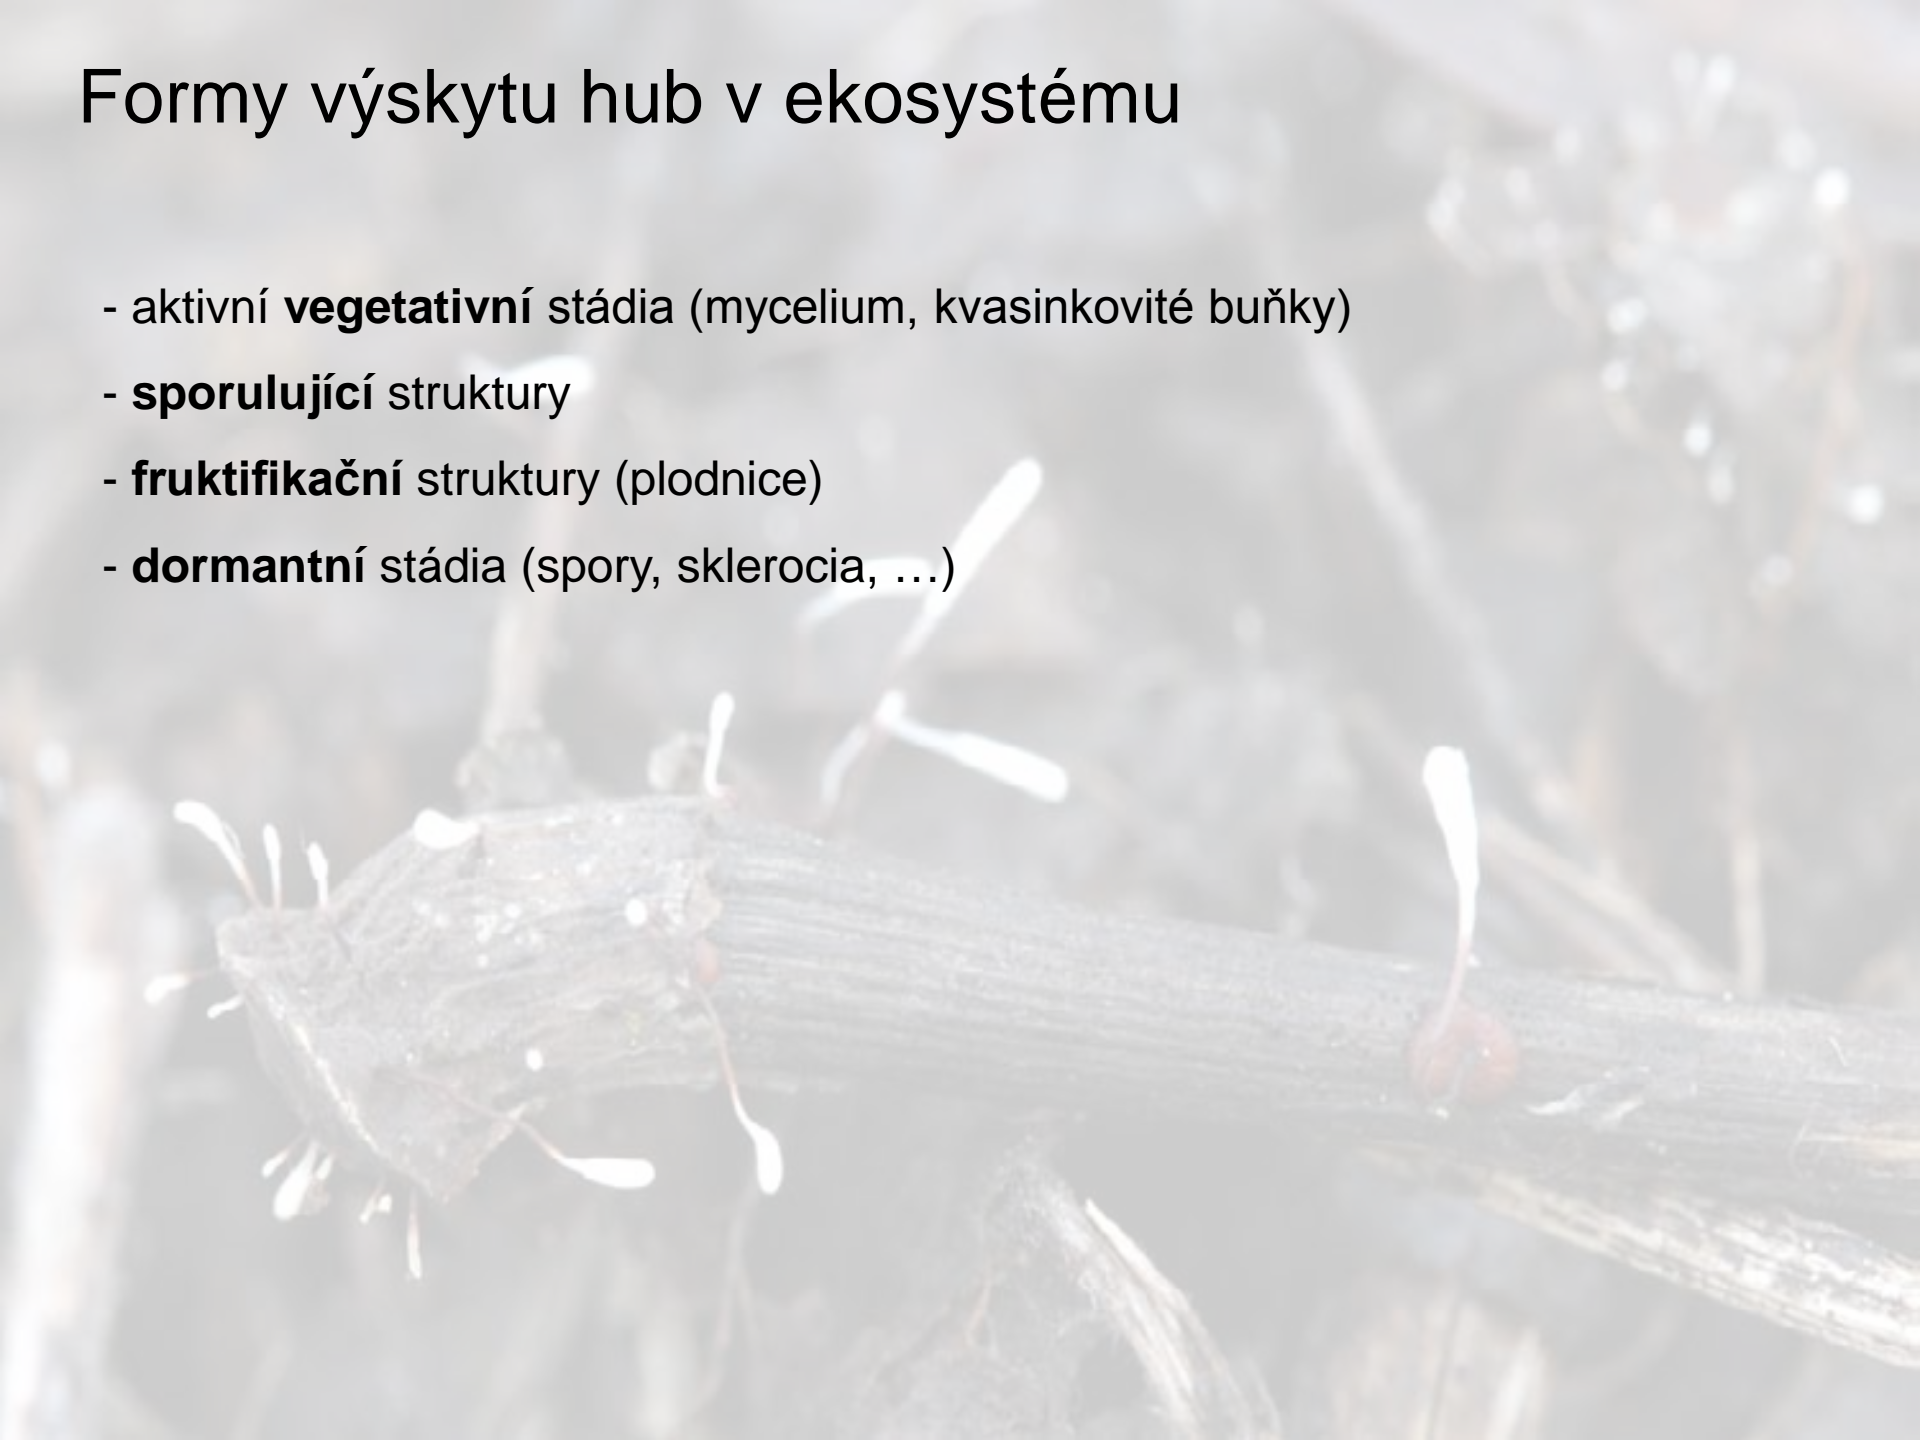 Formy výskytu hub v ekosystému
- aktivní vegetativní stádia (mycelium, kvasinkovité buňky)
- sporulující struktury
- fruktifikační struktury (plodnice)
- dormantní stádia (spory, sklerocia, …)